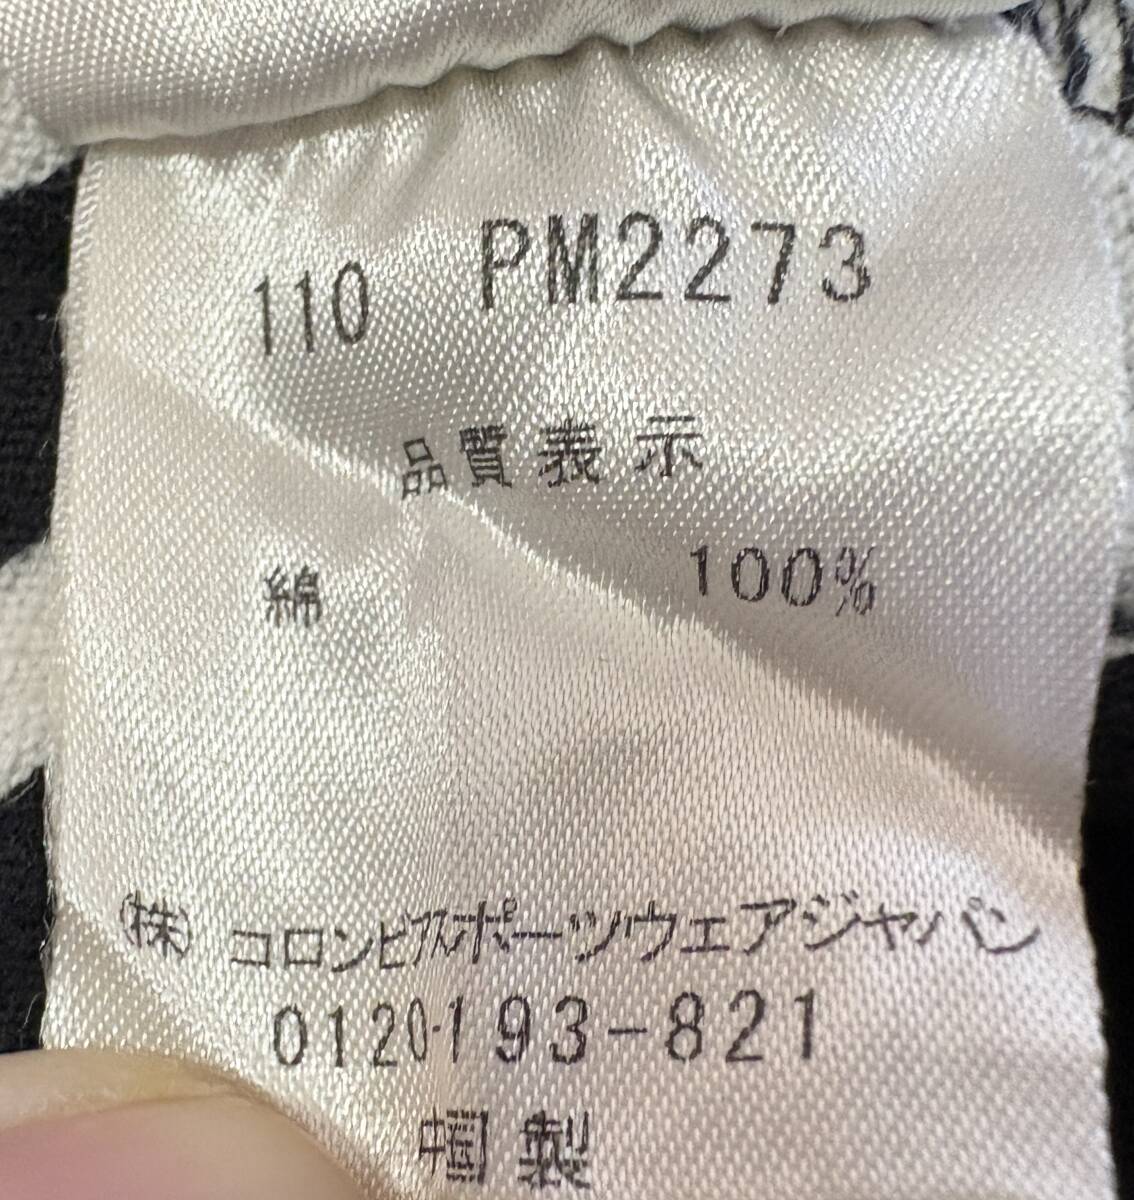 110 PM2273
品質表示
綿 100%
(株)コロンビアスポーツウウェアジャパン
0120-193-821
中国製